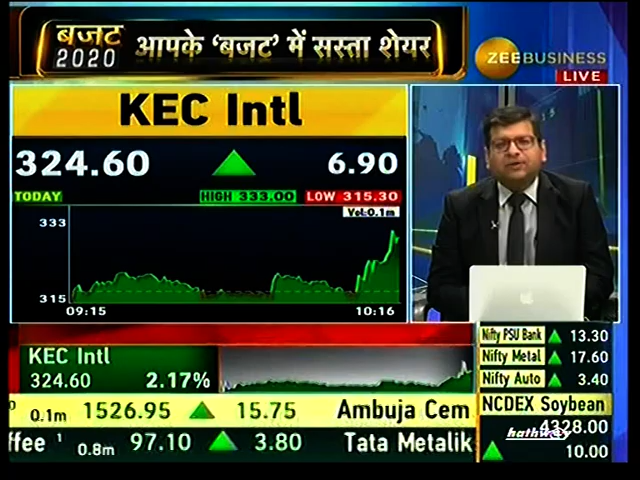 बजट
2020
आपके ‘बजट’ में सस्ता शेयर
ZEEBUSINESS
LIVE
KEC Intl
324.60 ▲ 6.90
TODAY HIGH 333.00 LOW 315.30
Vol:0.1m
333
315
09:15 10:16
KEC Intl
324.60 2.17%
Nifty PSU Bank ▲ 13.30
Nifty Metal ▲ 17.60
Nifty Auto ▲ 3.40
0.1m 1526.95 ▲ 15.75 Ambuja Cem
NCDEX Soybean
4328.00
hathway
▲ 10.00
ffee 1 0.8m 97.10 ▲ 3.80 Tata Metalik